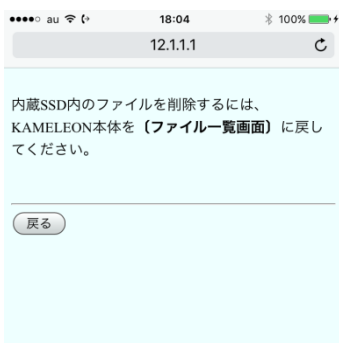 au 18:04 100%
12.1.1.1
内蔵SSD内のファイルを削除するには、
KAMELEON本体を〔ファイル一覧画面〕に戻し
てください。
戻る